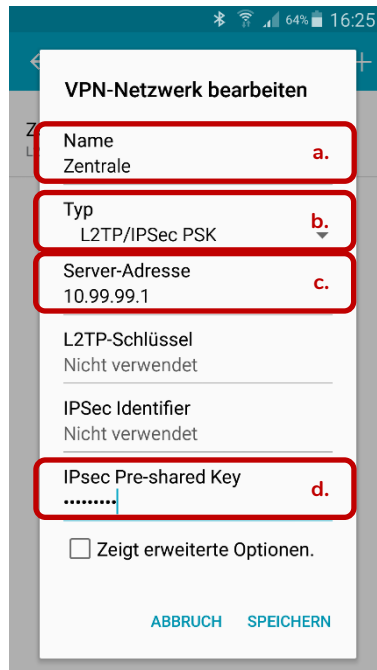 64% 16:25
VPN-Netzwerk bearbeiten
Name
Zentrale
a.
Typ
L2TP/IPSec PSK
b.
Server-Adresse
10.99.99.1
c.
L2TP-Schlüssel
Nicht verwendet
IPSec Identifier
Nicht verwendet
IPsec Pre-shared Key
•••••••••
d.
Zeigt erweiterte Optionen.
ABBRUCH SPEICHERN